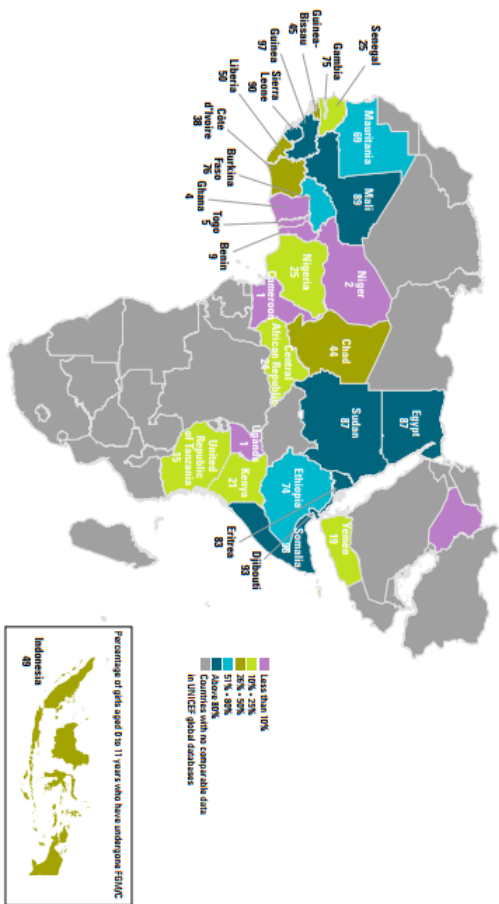 Senegal
25
Gambia
75
Guinea-
Bissau
45
Guinea
97
Sierra
Leone
90
Liberia
50
Côte
d'Ivoire
38
Burkina
Faso
76
Ghana
4
Togo
5
Benin
9
Mauritania
69
Mali
89
Niger
2
Nigeria
25
Cameroon
1
Chad
44
Central
African Republic
24
Sudan
87
Egypt
87
Ethiopia
74
Eritrea
83
Djibouti
93
Somalia
98
Yemen
19
Uganda
1
Kenya
21
United
Republic
of Tanzania
15
Less than 10%
10% - 25%
26% - 50%
51% - 80%
Above 80%
Countries with no comparable data
in UNICEF global databases
Percentage of girls aged 0 to 11 years who have undergone FGM/C
Indonesia
49